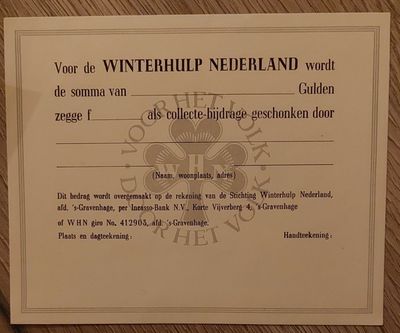 Voor de WINTERHULP NEDERLAND wordt
de somma van Gulden
zegge f als collecte-bijdrage geschonken door
VOOR HET VOLK
WHN
DOOR HET VOLK
(Naam, woonplaats, adres)
Dit bedrag wordt overgemaakt op de rekening van de Stichting Winterhulp Nederland,
afd. 's-Gravenhage, per Incasso-Bank N.V., Korte Vijverberg 4, 's-Gravenhage
of WHN giro No. 412905, afd. 's-Gravenhage.
Plaats en dagteekening: Handteekening: